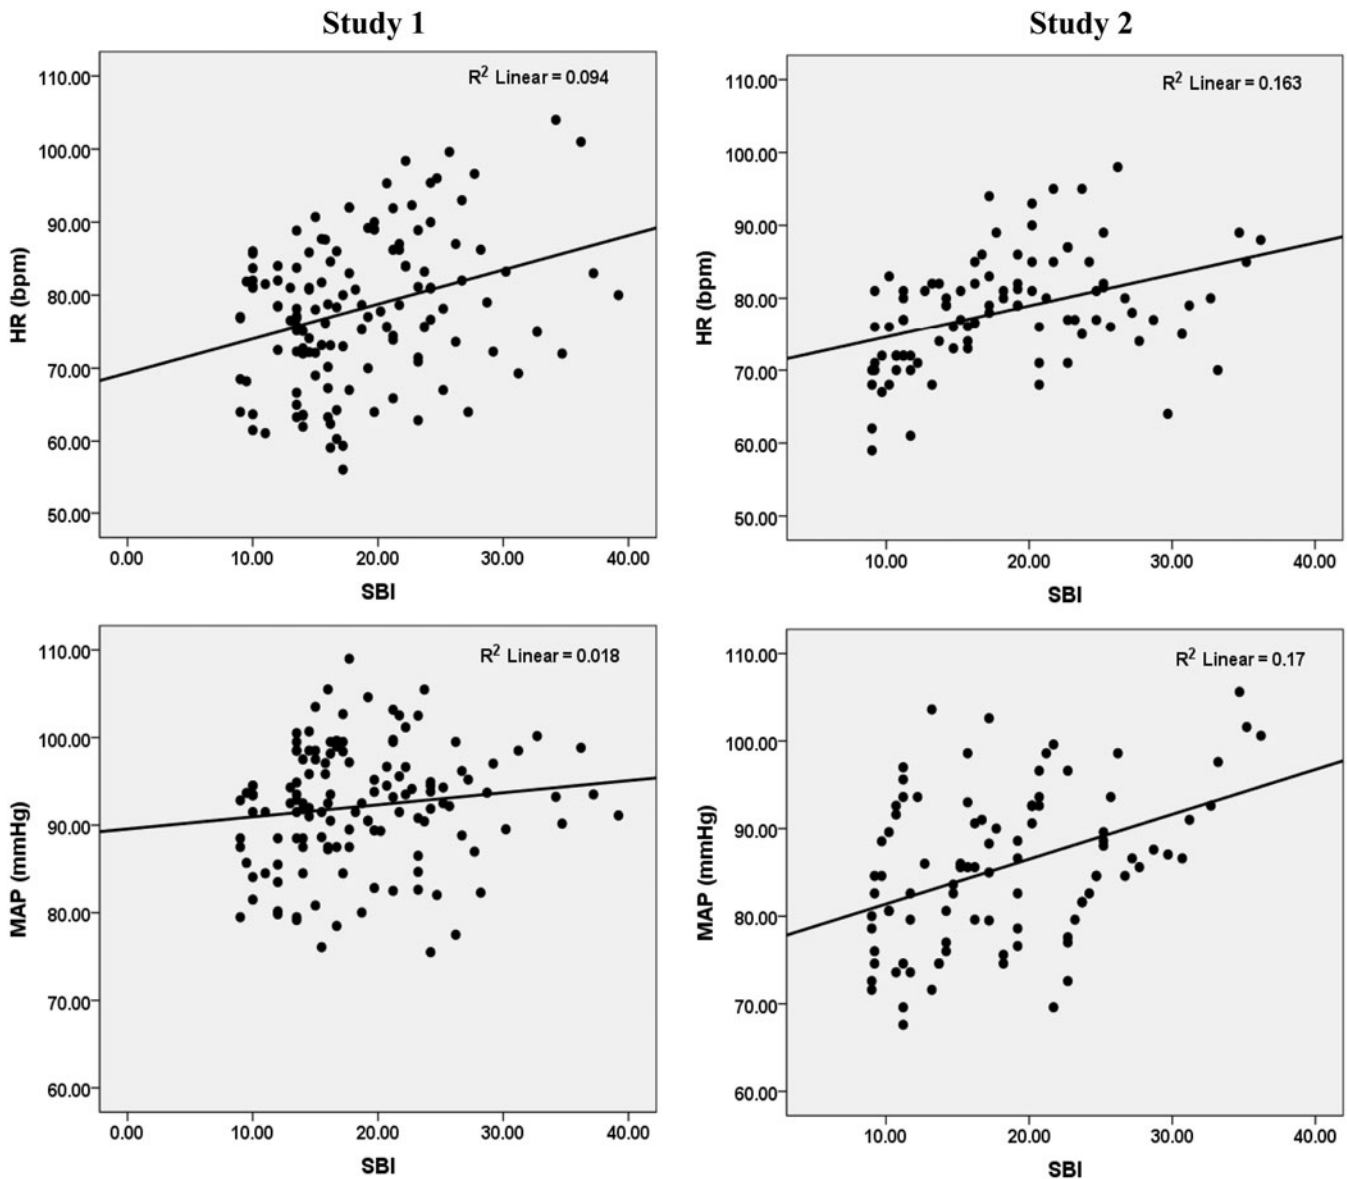 Study 1
Study 2
R² Linear = 0.094
110.00
100.00
90.00
80.00
70.00
60.00
50.00
HR (bpm)
0.00 10.00 20.00 30.00 40.00
SBI
R² Linear = 0.163
110.00
100.00
90.00
80.00
70.00
60.00
50.00
HR (bpm)
10.00 20.00 30.00 40.00
SBI
R² Linear = 0.018
110.00
100.00
90.00
80.00
70.00
60.00
MAP (mmHg)
0.00 10.00 20.00 30.00 40.00
SBI
R² Linear = 0.17
110.00
100.00
90.00
80.00
70.00
60.00
MAP (mmHg)
10.00 20.00 30.00 40.00
SBI